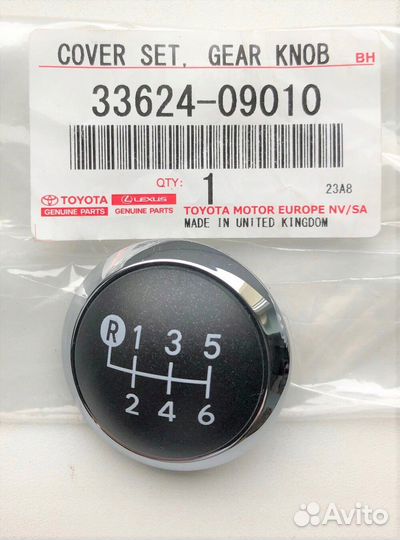 COVER SET, GEAR KNOB BH
33624-09010
QTY: 1 23A8
TOYOTA GENUINE PARTS
LEXUS GENUINE PARTS
TOYOTA MOTOR EUROPE NV/SA
MADE IN UNITED KINGDOM
R 1 3 5
2 4 6
Avito